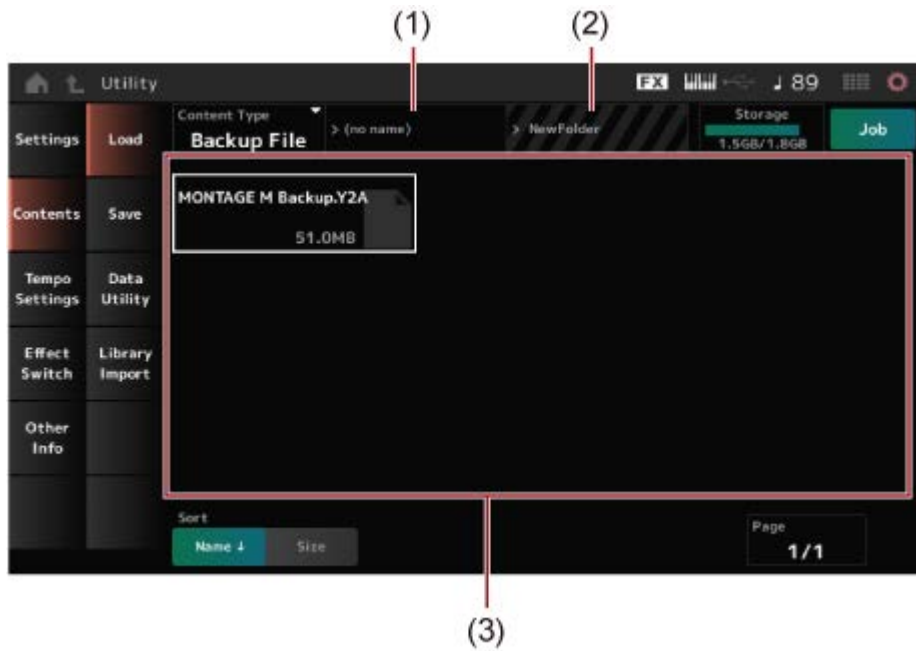 (1)
(2)
Utility
FX
♩ 89
Settings
Load
Content Type
Backup File
> (no name)
> NewFolder
Storage
1.5GB/1.8GB
Job
Contents
Save
MONTAGE M Backup.Y2A
51.0MB
Tempo
Settings
Data
Utility
Effect
Switch
Library
Import
Other
Info
Sort
Name ↓
Size
Page
1/1
(3)